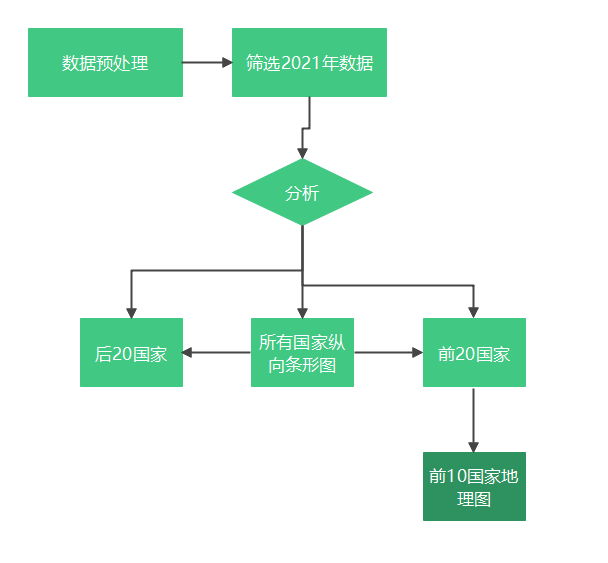 数据预处理
筛选2021年数据
分析
后20国家
所有国家纵
向条形图
前20国家
前10国家地
理图